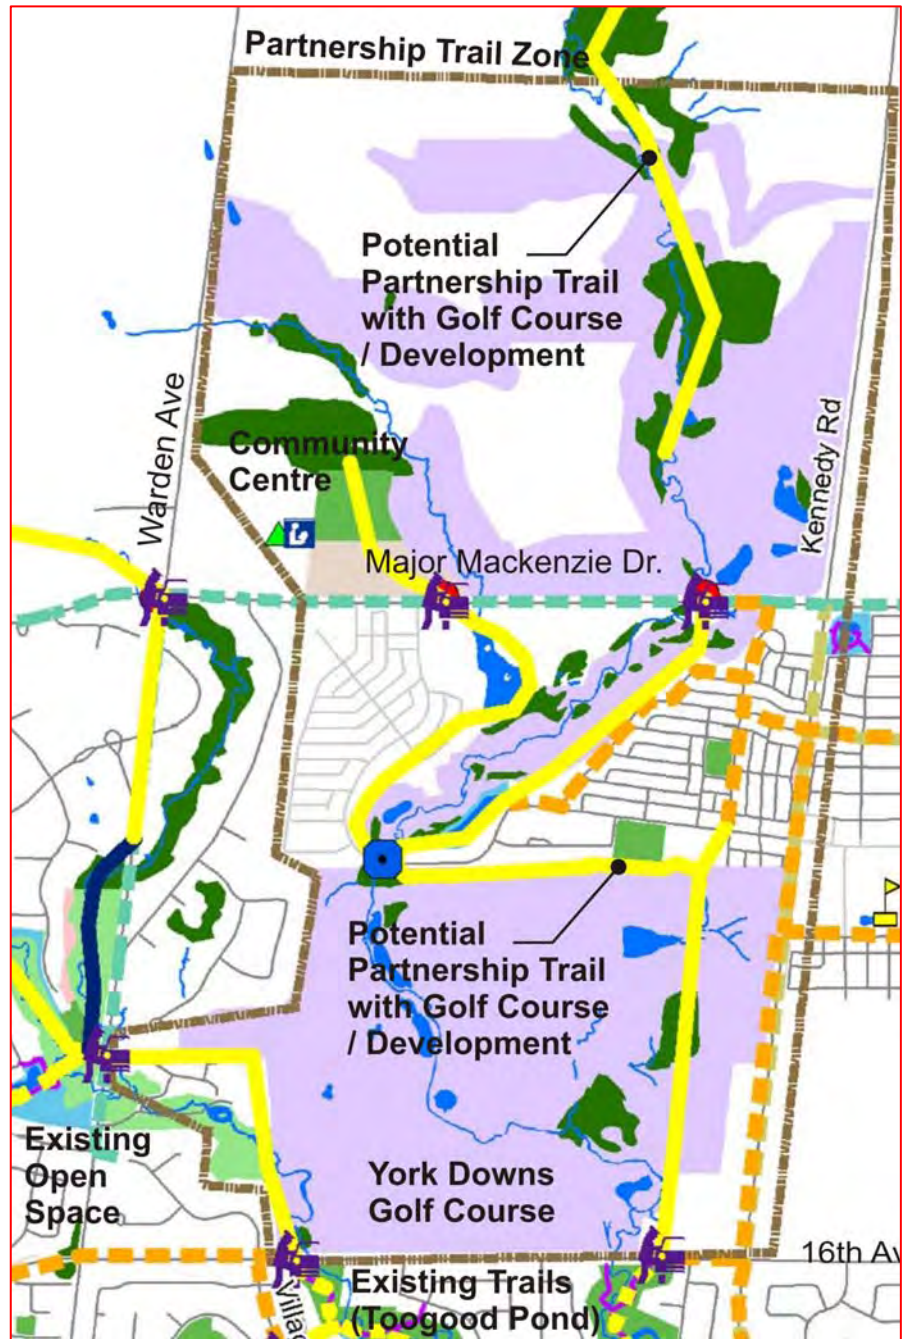 Partnership Trail Zone
Potential
Partnership Trail
with Golf Course
/ Development
Warden Ave
Kennedy Rd
Community
Centre
Major Mackenzie Dr.
Potential
Partnership Trail
with Golf Course
/ Development
Existing
Open
Space
York Downs
Golf Course
16th Av
Existing Trails
(Toogood Pond)
Villag